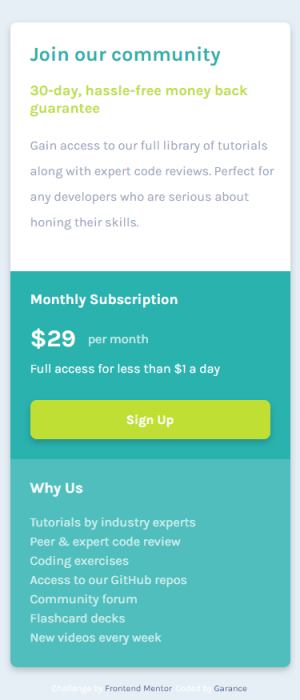 Join our community
30-day, hassle-free money back
guarantee
Gain access to our full library of tutorials
along with expert code reviews. Perfect for
any developers who are serious about
honing their skills.
Monthly Subscription
$29 per month
Full access for less than $1 a day
Sign Up
Why Us
Tutorials by industry experts
Peer & expert code review
Coding exercises
Access to our GitHub repos
Community forum
Flashcard decks
New videos every week
Challenge by Frontend Mentor. Coded by Garance